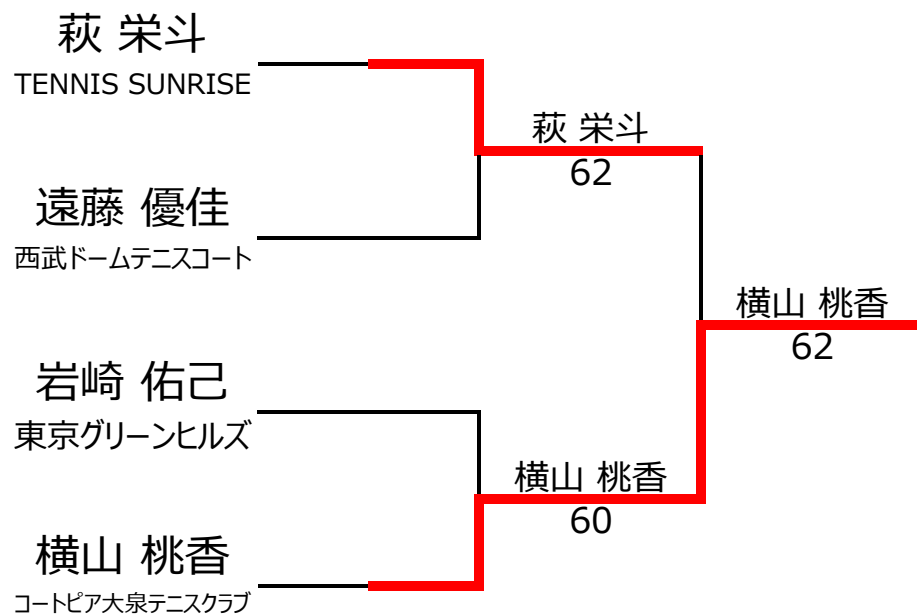 萩 栄斗
TENNIS SUNRISE
萩 栄斗
62
遠藤 優佳
西武ドームテニスコート
横山 桃香
62
岩崎 佑己
東京グリーンヒルズ
横山 桃香
60
横山 桃香
コートピア大泉テニスクラブ